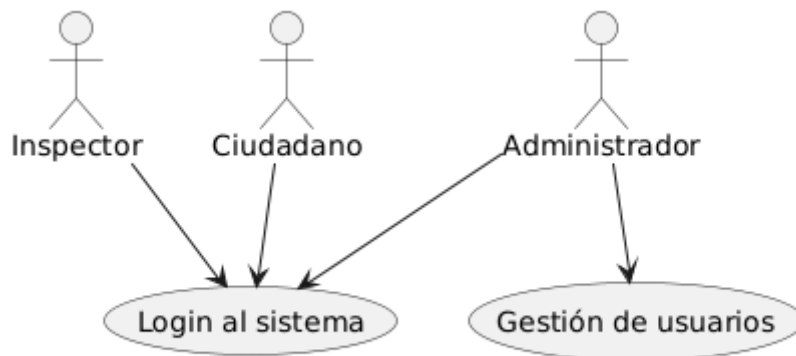 Inspector
Ciudadano
Administrador
Login al sistema
Gestión de usuarios